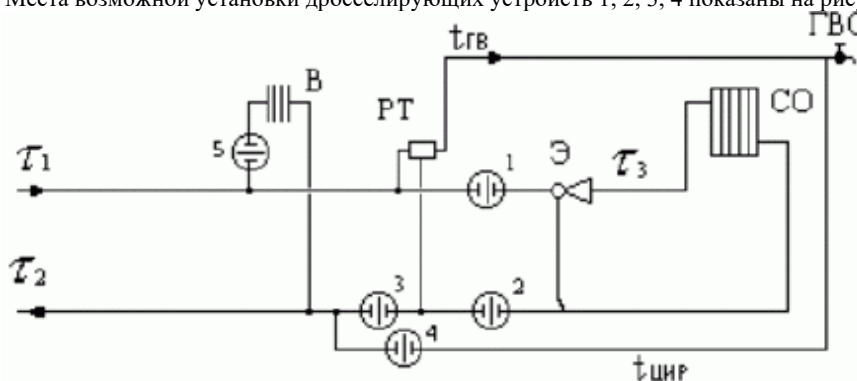 Места возможной установки дросселирующих устройств 1, 2, 3, 4 показаны на рис
ГВС
tГВ
В
РТ
СО
5
Э
τ1
1
τ3
τ2
3
2
4
tцир